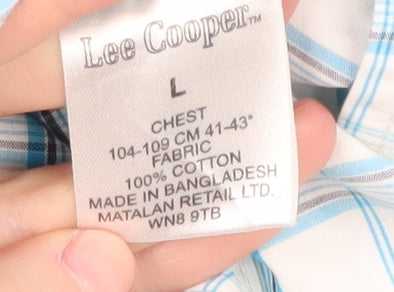 Lee Cooper™
L
CHEST
104-109 CM 41-43"
FABRIC
100% COTTON
MADE IN BANGLADESH
MATALAN RETAIL LTD.
WN8 9TB